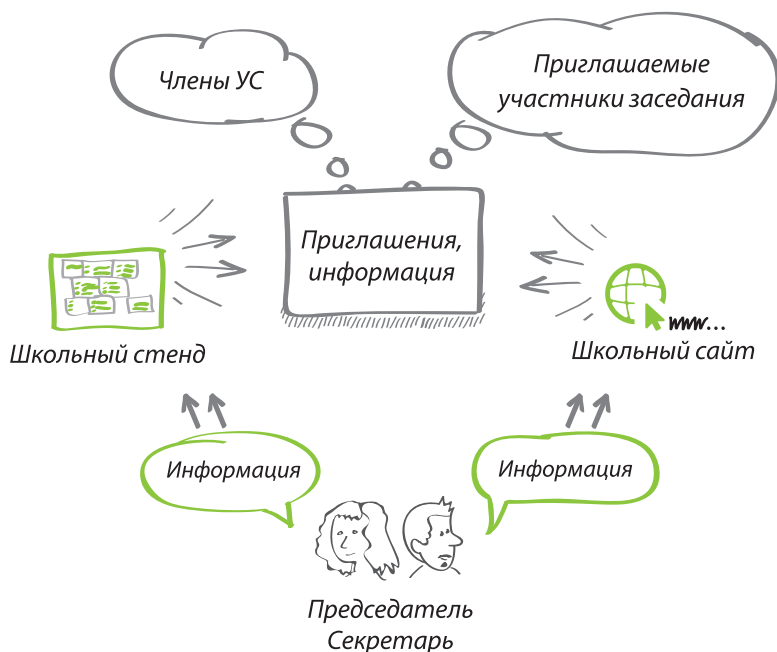 Члены УС
Приглашаемые
участники заседания
Приглашения,
информация
www...
Школьный стенд
Школьный сайт
Информация
Информация
Председатель
Секретарь